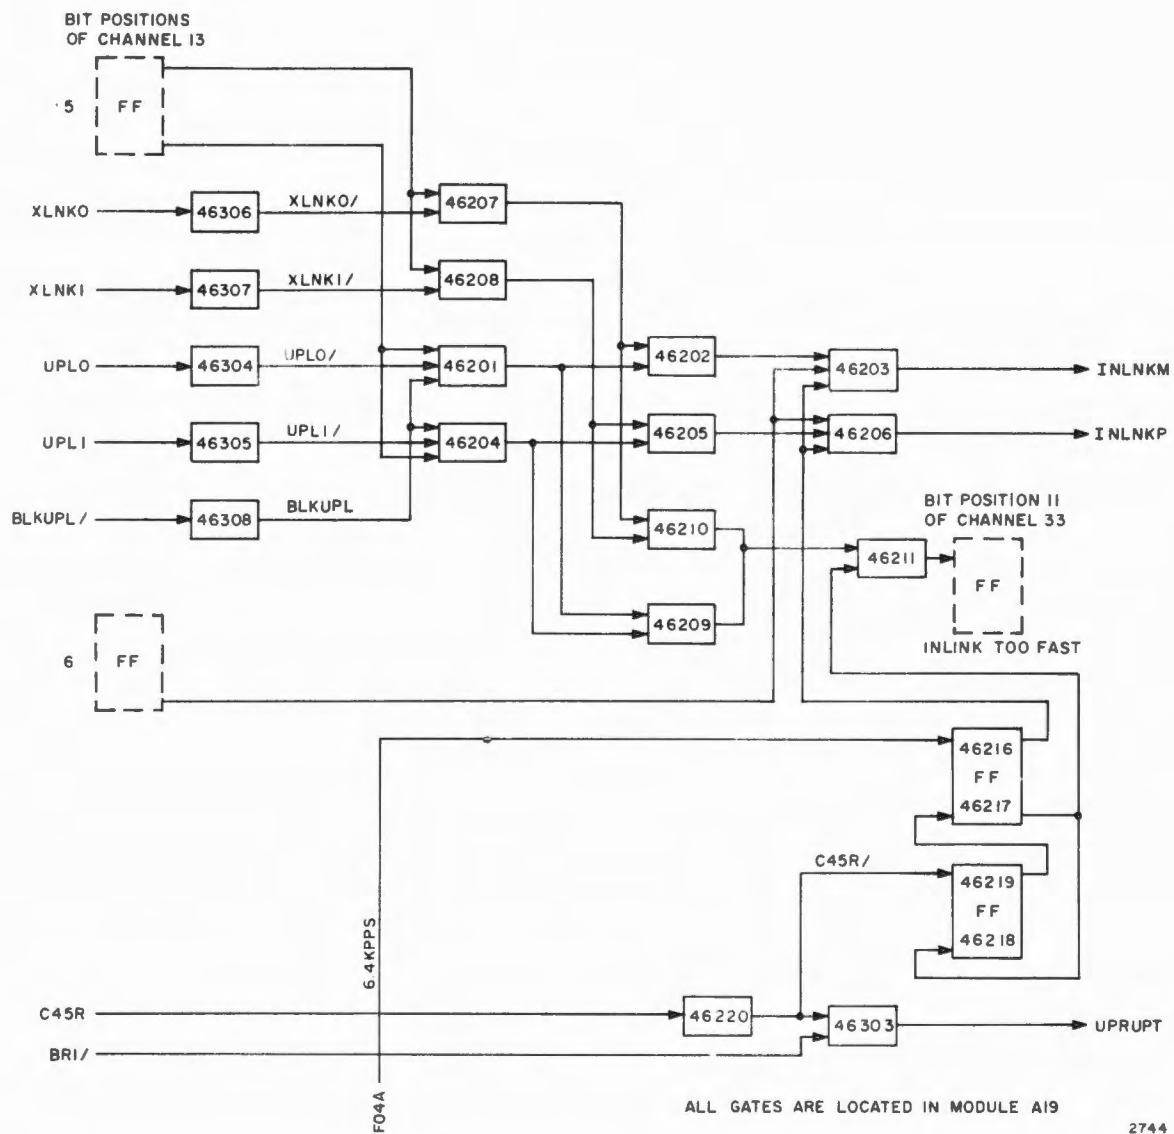 BIT POSITIONS
OF CHANNEL 13
5
FF
XLNK0
46306
XLNK0/
46207
XLNK1
46307
XLNK1/
46208
UPL0
46304
UPL0/
46201
46202
46203
INLNKM
UPL1
46305
UPL1/
46204
46205
46206
INLNKP
BLKUPL/
46308
BLKUPL
46210
BIT POSITION 11
OF CHANNEL 33
46211
FF
46209
INLINK TOO FAST
6
FF
46216
FF
46217
C45R/
46219
FF
46218
6.4KPPS
C45R
46220
46303
UPRUPT
BR1/
F04A
ALL GATES ARE LOCATED IN MODULE A19
2744